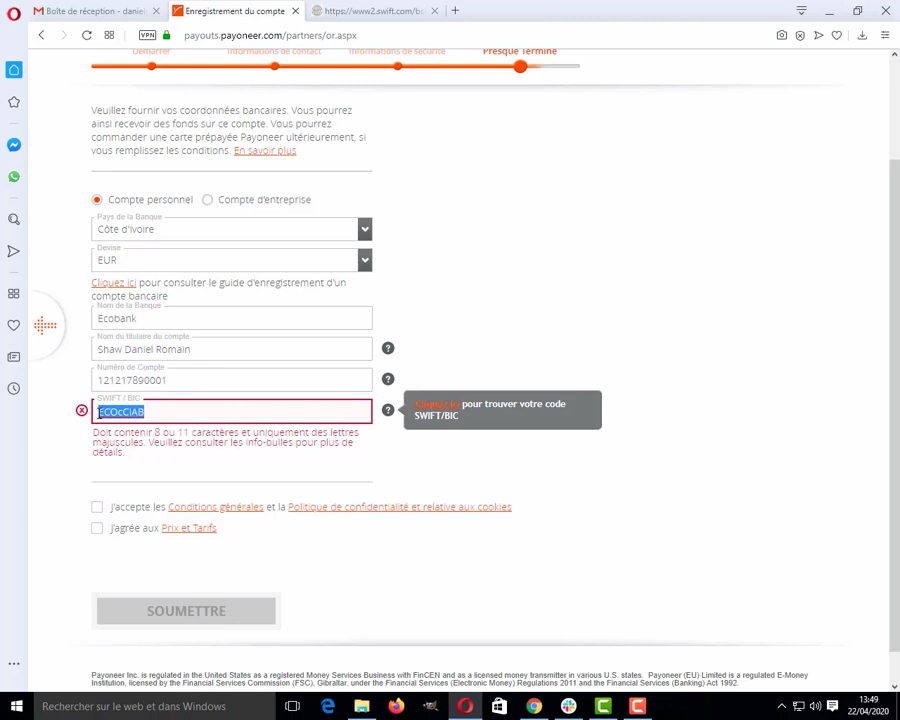 Boîte de réception - daniel
Enregistrement du compte
https://www2.swift.com/bs
VPN
payouts.payoneer.com/partners/or.aspx
Démarrer
Informations de contact
Informations de sécurité
Presque Terminé
Veuillez fournir vos coordonnées bancaires. Vous pourrez
ainsi recevoir des fonds sur ce compte. Vous pourrez
commander une carte prépayée Payoneer ultérieurement, si
vous remplissez les conditions. En savoir plus
Compte personnel
Compte d'entreprise
Pays de la Banque
Côte d'Ivoire
Devise
EUR
Cliquez ici pour consulter le guide d'enregistrement d'un
compte bancaire
Nom de la Banque
Ecobank
Nom du titulaire du compte
Shaw Daniel Romain
?
Numéro de Compte
121217890001
?
SWIFT / BIC
ECOcCIAB
?
Cliquez ici pour trouver votre code
SWIFT/BIC
Doit contenir 8 ou 11 caractères et uniquement des lettres
majuscules. Veuillez consulter les info-bulles pour plus de
détails.
J'accepte les Conditions générales et la Politique de confidentialité et relative aux cookies
J'agrée aux Prix et Tarifs
SOUMETTRE
Payoneer Inc. is regulated in the United States as a registered Money Services Business with FinCEN and as a licensed money transmitter in various U.S. states. Payoneer (EU) Limited is a regulated E-Money
Institution, licensed by the Financial Services Commission (FSC), Gibraltar, under the Financial Services (Electronic Money) Regulations 2011 and the Financial Services (Banking) Act 1992.
Rechercher sur le web et dans Windows
13:49
22/04/2020